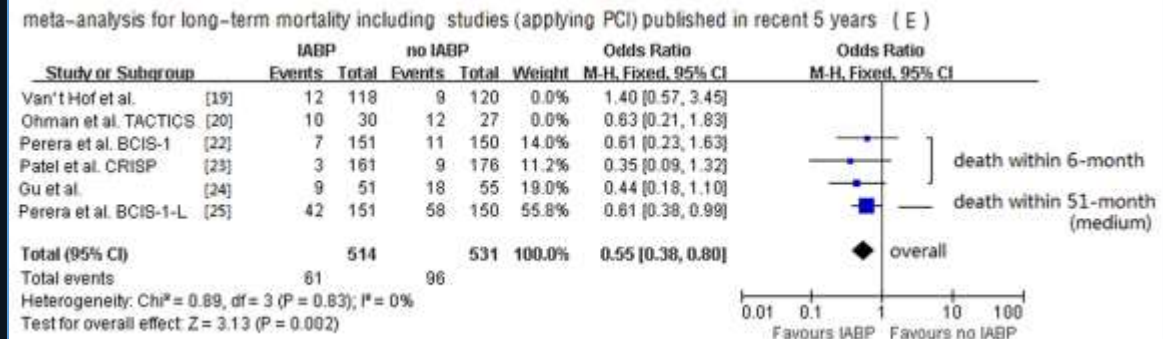 meta-analysis for long-term mortality including studies (applying PCI) published in recent 5 years ( E )
IABP no IABP Odds Ratio Odds Ratio
Study or Subgroup Events Total Events Total Weight M-H, Fixed, 95% CI M-H, Fixed, 95% CI
Van't Hof et al. [19] 12 118 9 120 0.0% 1.40 [0.57, 3.45]
Ohman et al. TACTICS [20] 10 30 12 27 0.0% 0.63 [0.21, 1.83]
Perera et al. BCIS-1 [22] 7 151 11 150 14.0% 0.61 [0.23, 1.63]
Patel et al. CRISP [23] 3 161 9 176 11.2% 0.35 [0.09, 1.32] death within 6-month
Gu et al. [24] 9 51 18 55 19.0% 0.44 [0.18, 1.10]
Perera et al. BCIS-1-L [25] 42 151 58 150 55.8% 0.61 [0.38, 0.99] death within 51-month
(medium)
Total (95% CI) 514 531 100.0% 0.55 [0.38, 0.80] overall
Total events 61 96
Heterogeneity: Chi² = 0.89, df = 3 (P = 0.83); I² = 0%
Test for overall effect: Z = 3.13 (P = 0.002)
0.01 0.1 1 10 100
Favours IABP Favours no IABP